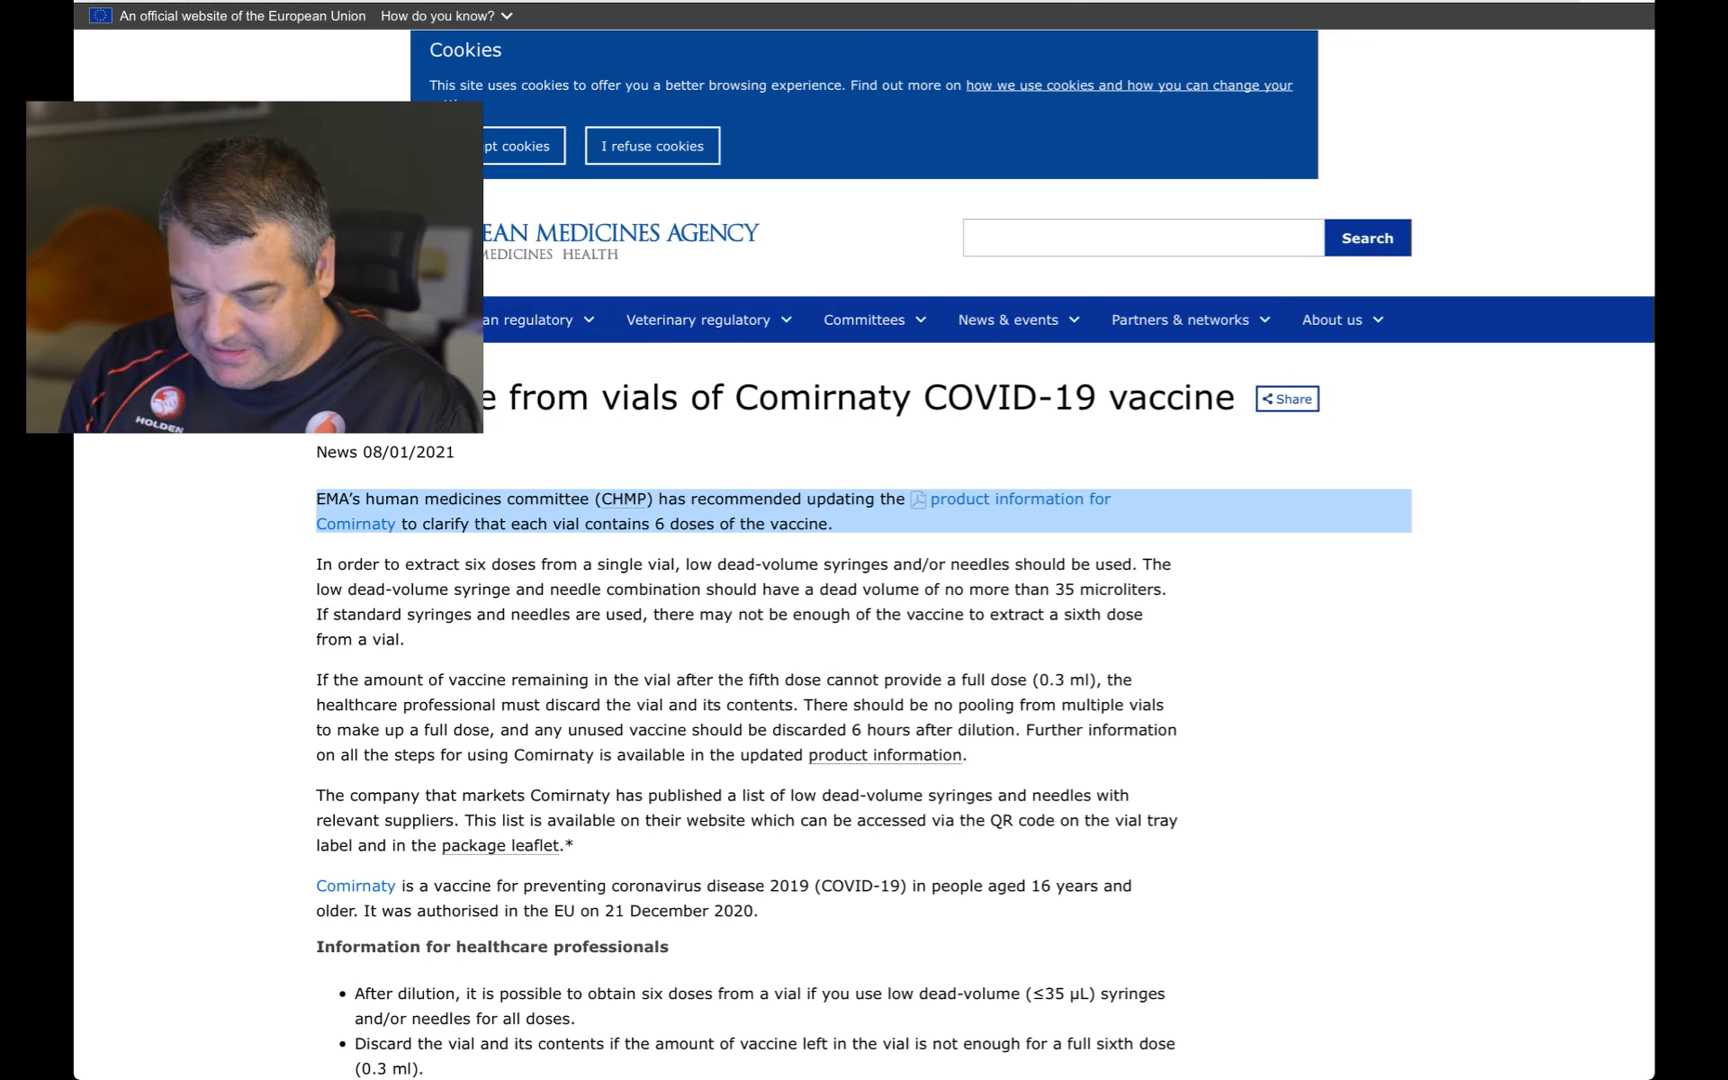 An official website of the European Union How do you know?
Cookies
This site uses cookies to offer you a better browsing experience. Find out more on how we use cookies and how you can change your
pt cookies I refuse cookies
EAN MEDICINES AGENCY
MEDICINES HEALTH
Search
an regulatory Veterinary regulatory Committees News & events Partners & networks About us
e from vials of Comirnaty COVID-19 vaccine Share
HOLDEN
News 08/01/2021
EMA’s human medicines committee (CHMP) has recommended updating the product information for
Comirnaty to clarify that each vial contains 6 doses of the vaccine.
In order to extract six doses from a single vial, low dead-volume syringes and/or needles should be used. The
low dead-volume syringe and needle combination should have a dead volume of no more than 35 microliters.
If standard syringes and needles are used, there may not be enough of the vaccine to extract a sixth dose
from a vial.
If the amount of vaccine remaining in the vial after the fifth dose cannot provide a full dose (0.3 ml), the
healthcare professional must discard the vial and its contents. There should be no pooling from multiple vials
to make up a full dose, and any unused vaccine should be discarded 6 hours after dilution. Further information
on all the steps for using Comirnaty is available in the updated product information.
The company that markets Comirnaty has published a list of low dead-volume syringes and needles with
relevant suppliers. This list is available on their website which can be accessed via the QR code on the vial tray
label and in the package leaflet.*
Comirnaty is a vaccine for preventing coronavirus disease 2019 (COVID-19) in people aged 16 years and
older. It was authorised in the EU on 21 December 2020.
Information for healthcare professionals
• After dilution, it is possible to obtain six doses from a vial if you use low dead-volume (≤35 µL) syringes
and/or needles for all doses.
• Discard the vial and its contents if the amount of vaccine left in the vial is not enough for a full sixth dose
(0.3 ml).